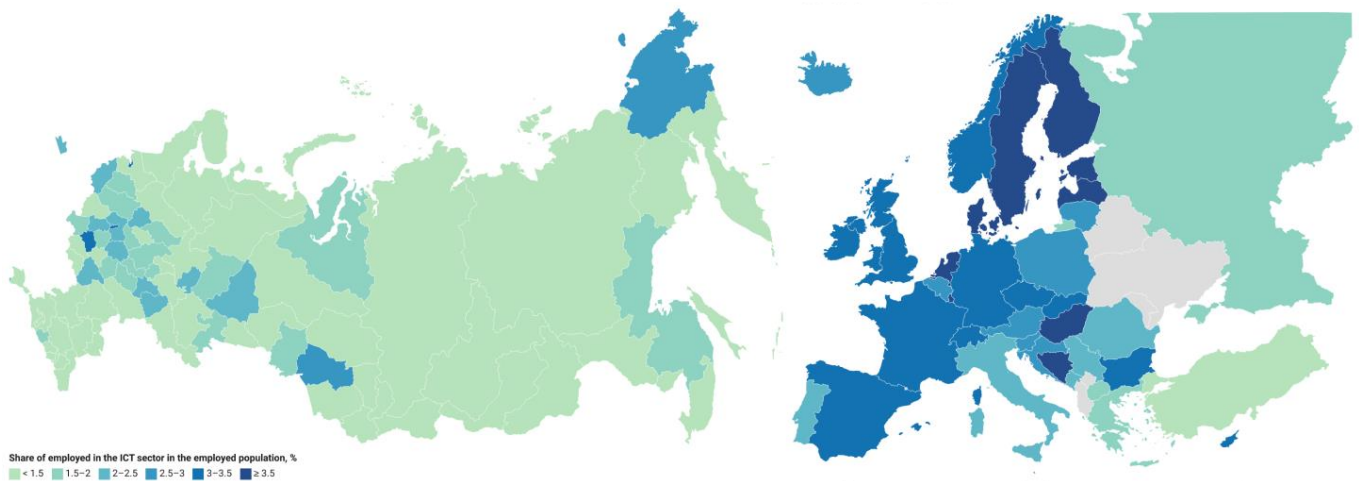 Share of employed in the ICT sector in the employed population, %
< 1.5 1.5–2 2–2.5 2.5–3 3–3.5 ≥ 3.5